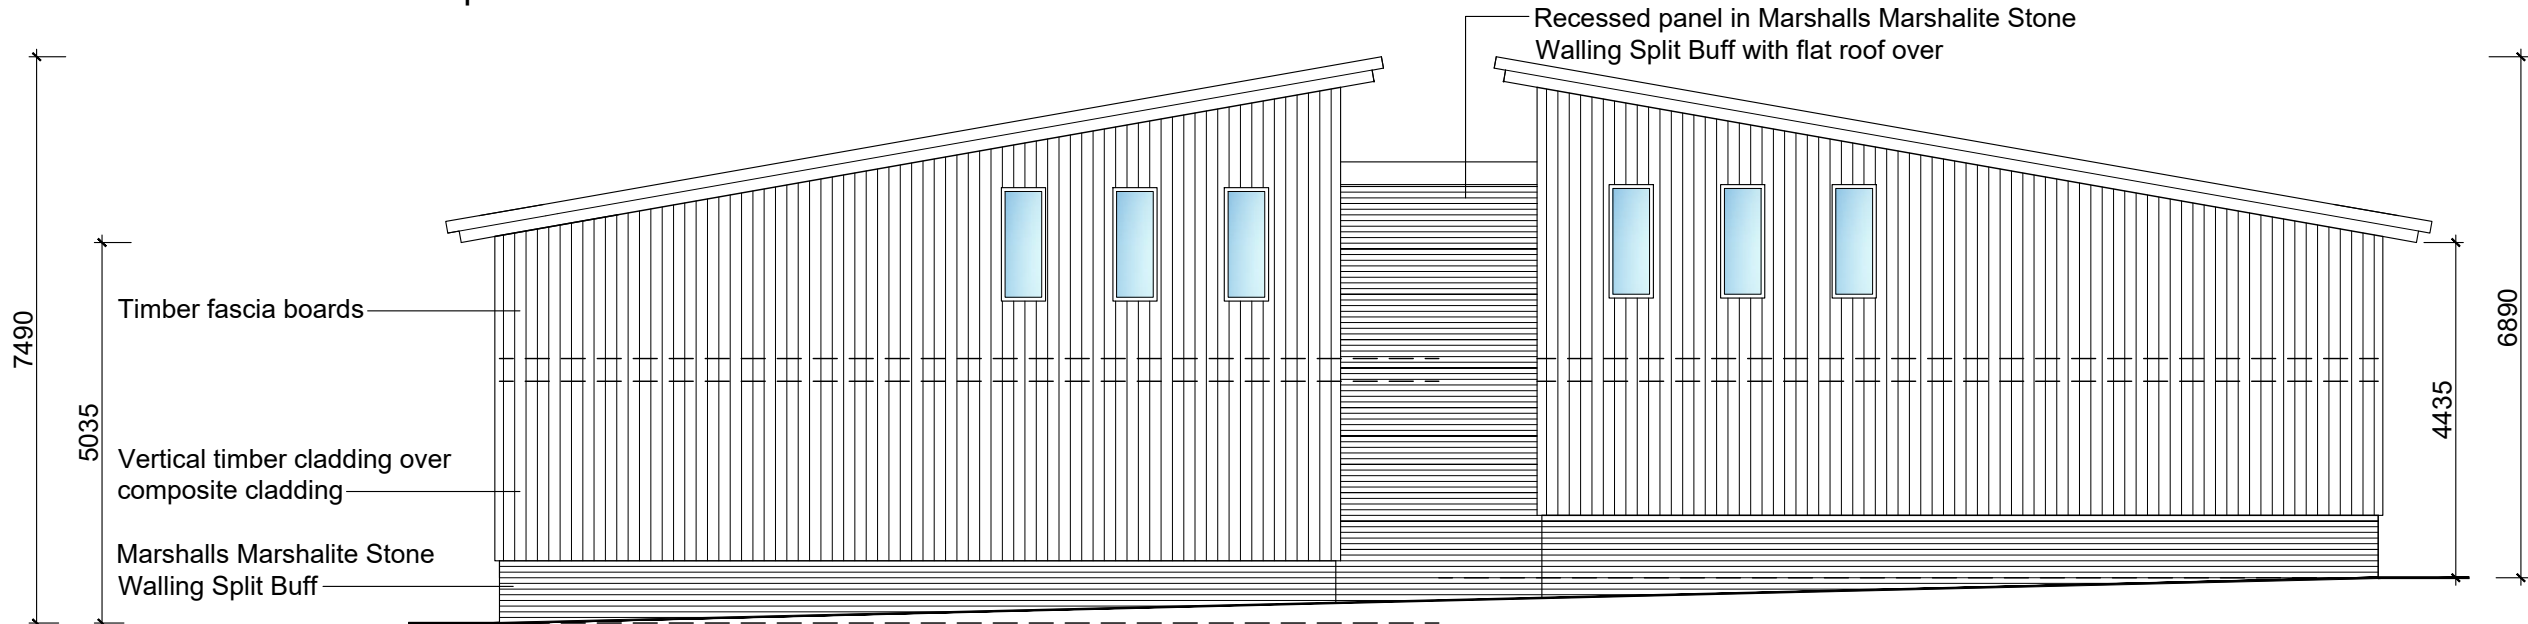 Recessed panel in Marshalls Marshalite Stone
Walling Split Buff with flat roof over
7490
5035
Timber fascia boards
Vertical timber cladding over
composite cladding
Marshalls Marshalite Stone
Walling Split Buff
6890
4435